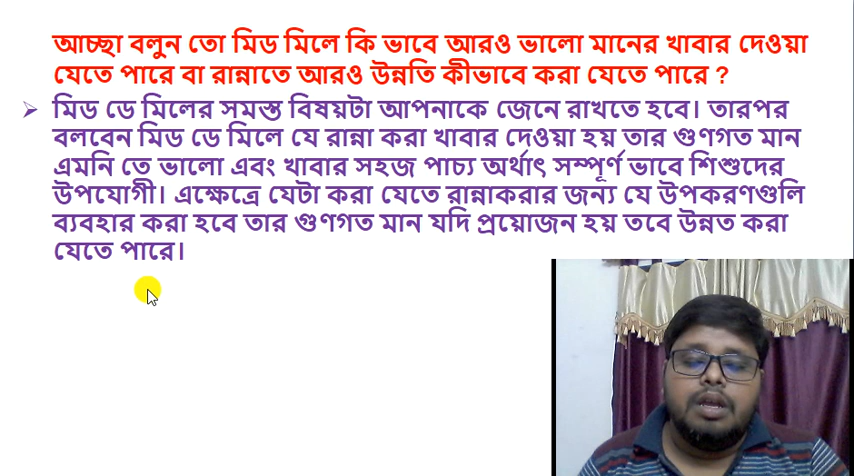 আচ্ছা বলুন তো মিড মিলে কি ভাবে আরও ভালো মানের খাবার দেওয়া
যেতে পারে বা রান্নাতে আরও উন্নতি কীভাবে করা যেতে পারে ?
মিড ডে মিলের সমস্ত বিষয়টা আপনাকে জেনে রাখতে হবে। তারপর
বলবেন মিড ডে মিলে যে রান্না করা খাবার দেওয়া হয় তার গুণগত মান
এমনি তে ভালো এবং খাবার সহজ পাচ্য অর্থাৎ সম্পূর্ণ ভাবে শিশুদের
উপযোগী। এক্ষেত্রে যেটা করা যেতে রান্নাকরার জন্য যে উপকরণগুলি
ব্যবহার করা হবে তার গুণগত মান যদি প্রয়োজন হয় তবে উন্নত করা
যেতে পারে।